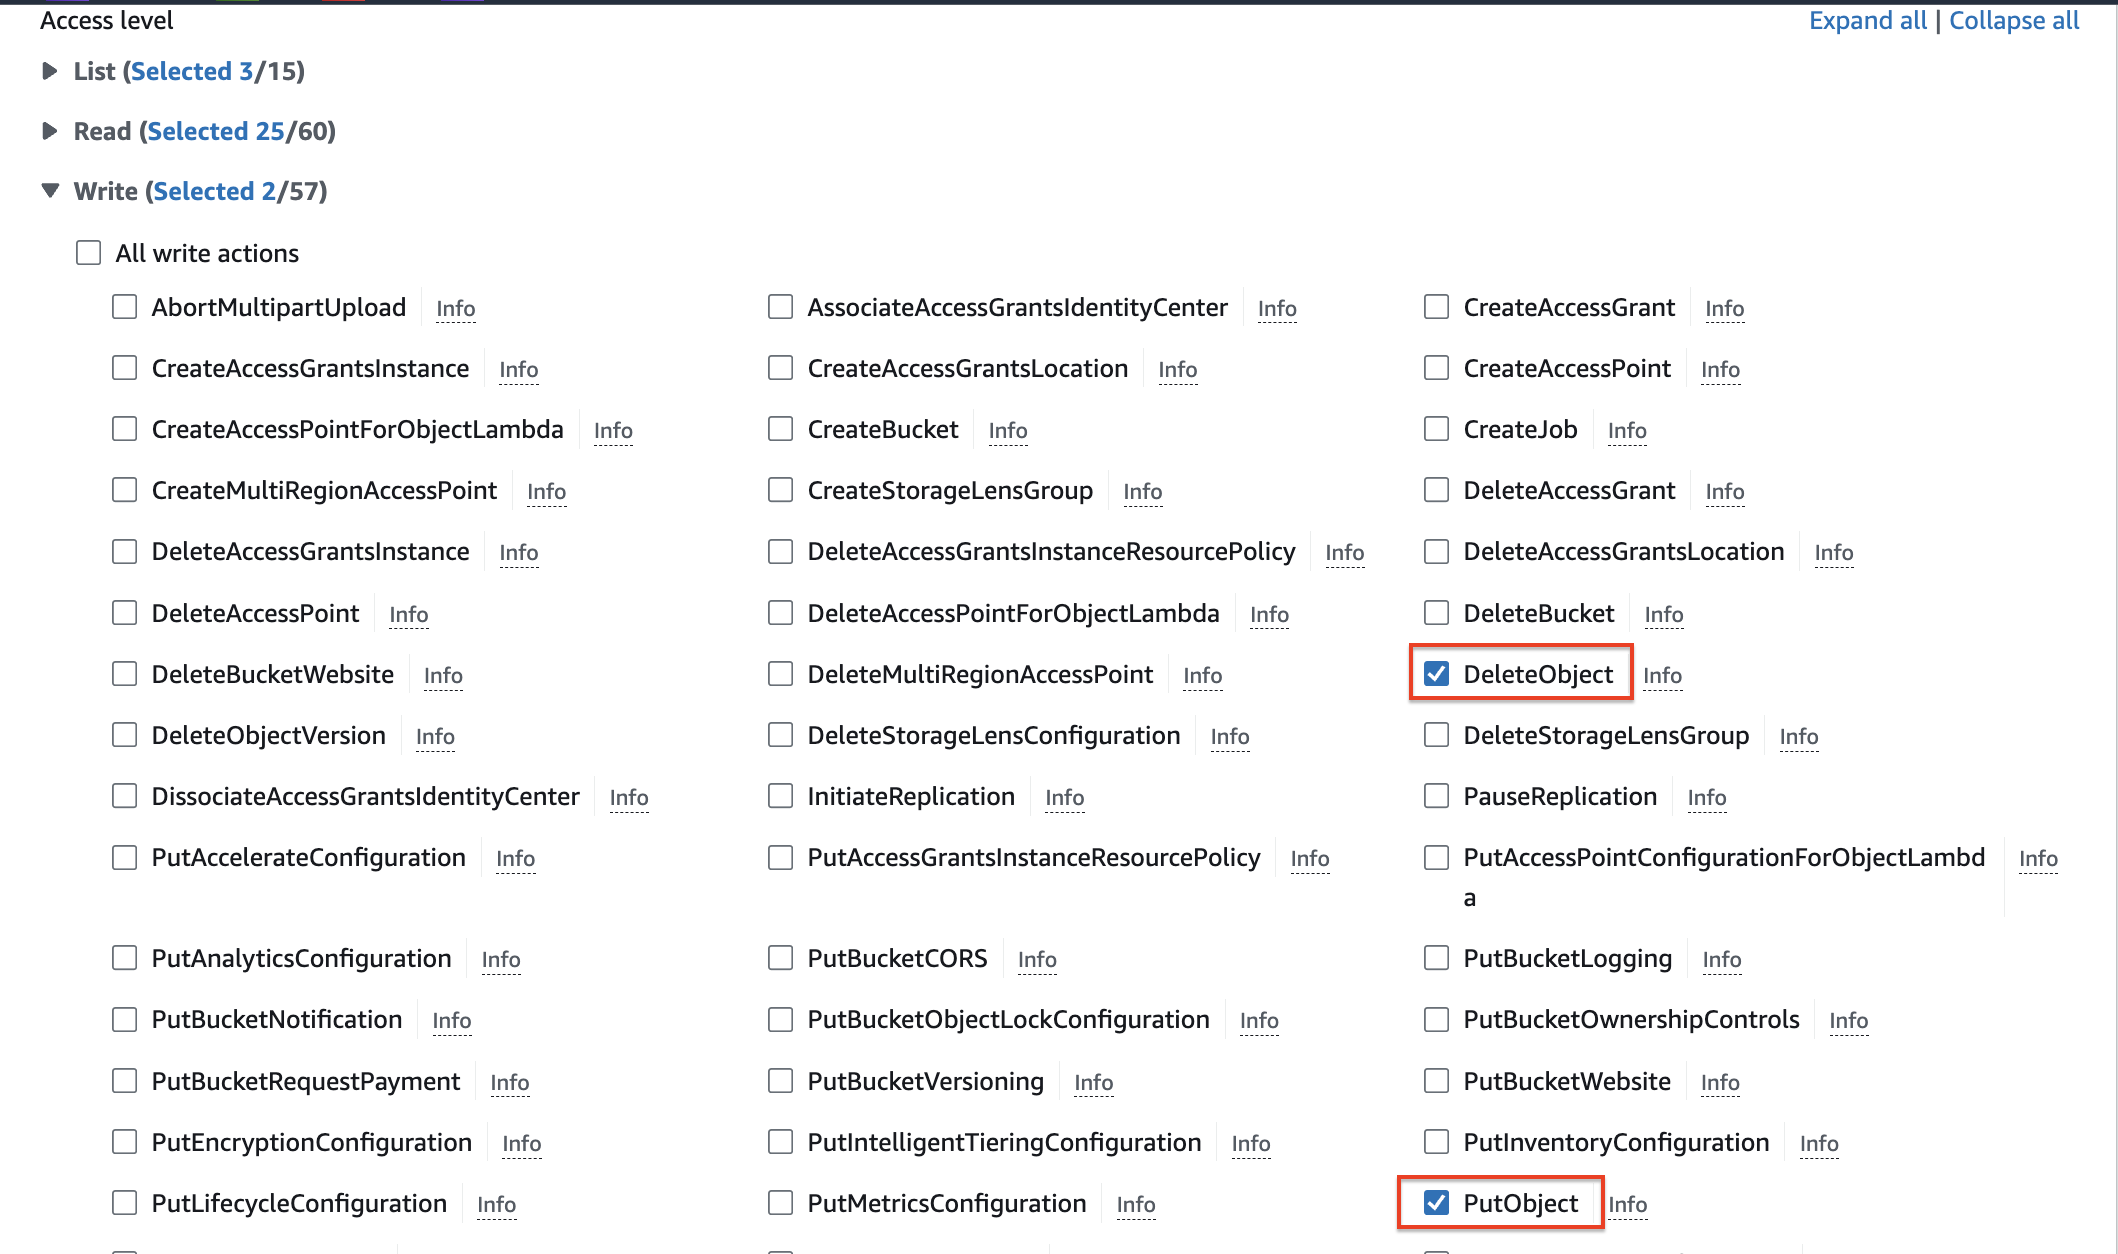 Access level
Expand all | Collapse all
List (Selected 3/15)
Read (Selected 25/60)
Write (Selected 2/57)
All write actions
AbortMultipartUpload Info AssociateAccessGrantsIdentityCenter Info CreateAccessGrant Info
CreateAccessGrantsInstance Info CreateAccessGrantsLocation Info CreateAccessPoint Info
CreateAccessPointForObjectLambda Info CreateBucket Info CreateJob Info
CreateMultiRegionAccessPoint Info CreateStorageLensGroup Info DeleteAccessGrant Info
DeleteAccessGrantsInstance Info DeleteAccessGrantsInstanceResourcePolicy Info DeleteAccessGrantsLocation Info
DeleteAccessPoint Info DeleteAccessPointForObjectLambda Info DeleteBucket Info
DeleteBucketWebsite Info DeleteMultiRegionAccessPoint Info DeleteObject Info
DeleteObjectVersion Info DeleteStorageLensConfiguration Info DeleteStorageLensGroup Info
DissociateAccessGrantsIdentityCenter Info InitiateReplication Info PauseReplication Info
PutAccelerateConfiguration Info PutAccessGrantsInstanceResourcePolicy Info PutAccessPointConfigurationForObjectLambd Info
a
PutAnalyticsConfiguration Info PutBucketCORS Info PutBucketLogging Info
PutBucketNotification Info PutBucketObjectLockConfiguration Info PutBucketOwnershipControls Info
PutBucketRequestPayment Info PutBucketVersioning Info PutBucketWebsite Info
PutEncryptionConfiguration Info PutIntelligentTieringConfiguration Info PutInventoryConfiguration Info
PutLifecycleConfiguration Info PutMetricsConfiguration Info PutObject Info